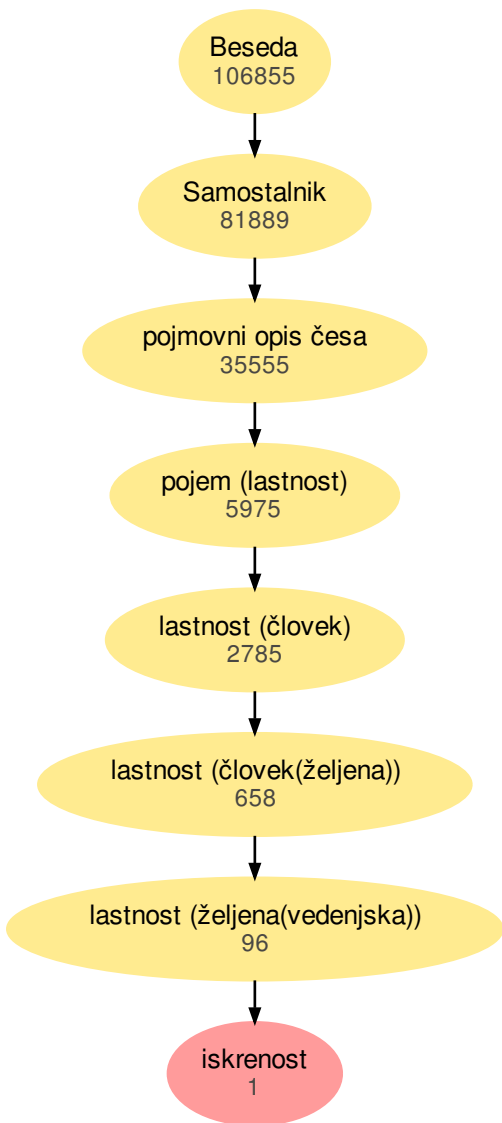 Beseda
106855
Samostalnik
81889
pojmovni opis česa
35555
pojem (lastnost)
5975
lastnost (človek)
2785
lastnost (človek(željena))
658
lastnost (željena(vedenjska))
96
iskrenost
1